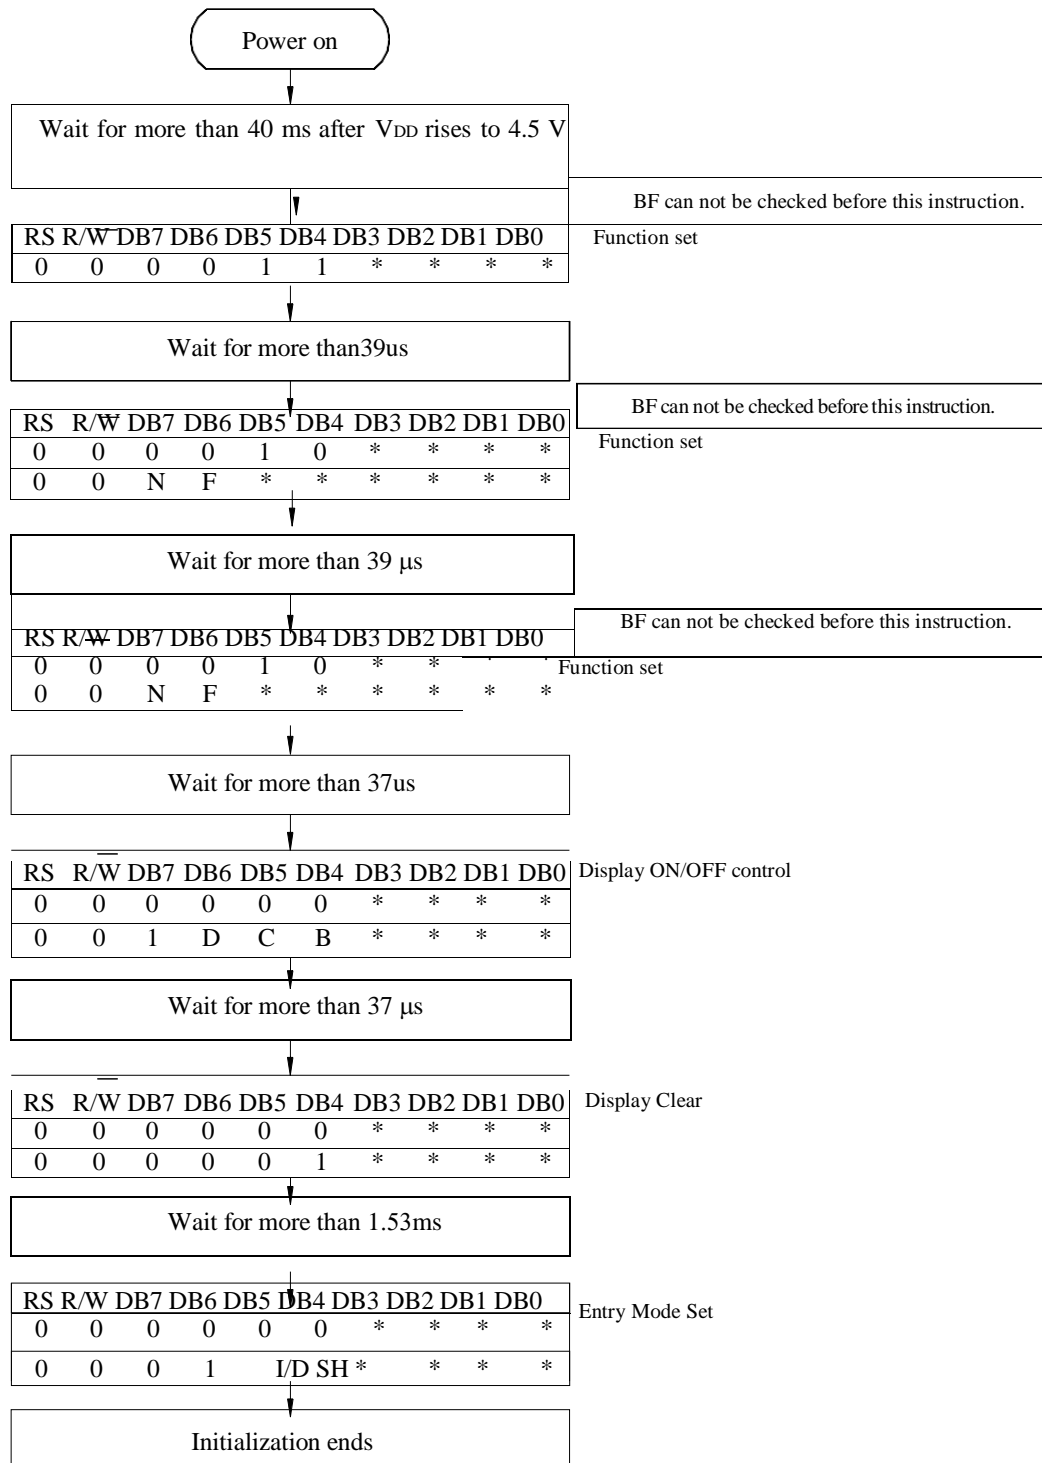 Power on
Wait for more than 40 ms after VDD rises to 4.5 V
BF can not be checked before this instruction.
RS R/W DB7 DB6 DB5 DB4 DB3 DB2 DB1 DB0
Function set
0 0 0 0 1 1 * * * *
Wait for more than39us
BF can not be checked before this instruction.
RS R/W DB7 DB6 DB5 DB4 DB3 DB2 DB1 DB0
Function set
0 0 0 0 1 0 * * * *
0 0 N F * * * * * *
Wait for more than 39 μs
BF can not be checked before this instruction.
RS R/W DB7 DB6 DB5 DB4 DB3 DB2 DB1 DB0
0 0 0 0 1 0 * *
Function set
0 0 N F * * * * * *
Wait for more than 37us
RS R/W DB7 DB6 DB5 DB4 DB3 DB2 DB1 DB0
Display ON/OFF control
0 0 0 0 0 0 * * * *
0 0 1 D C B * * * *
Wait for more than 37 μs
RS R/W DB7 DB6 DB5 DB4 DB3 DB2 DB1 DB0
Display Clear
0 0 0 0 0 0 * * * *
0 0 0 0 0 1 * * * *
Wait for more than 1.53ms
RS R/W DB7 DB6 DB5 DB4 DB3 DB2 DB1 DB0
Entry Mode Set
0 0 0 0 0 0 * * * *
0 0 0 1 I/D SH * * * *
Initialization ends